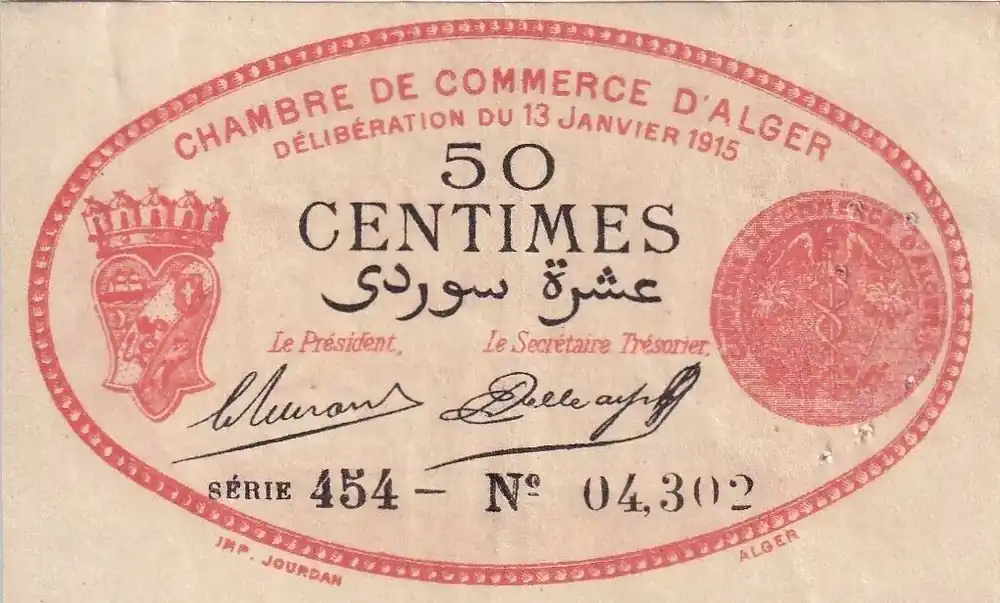 CHAMBRE DE COMMERCE D'ALGER
DÉLIBÉRATION DU 13 JANVIER 1915
50
CENTIMES
عشرة سوردى
Le Président, Le Secrétaire Trésorier,
SÉRIE 454 — Nº 04,302
IMP. JOURDAN ALGER